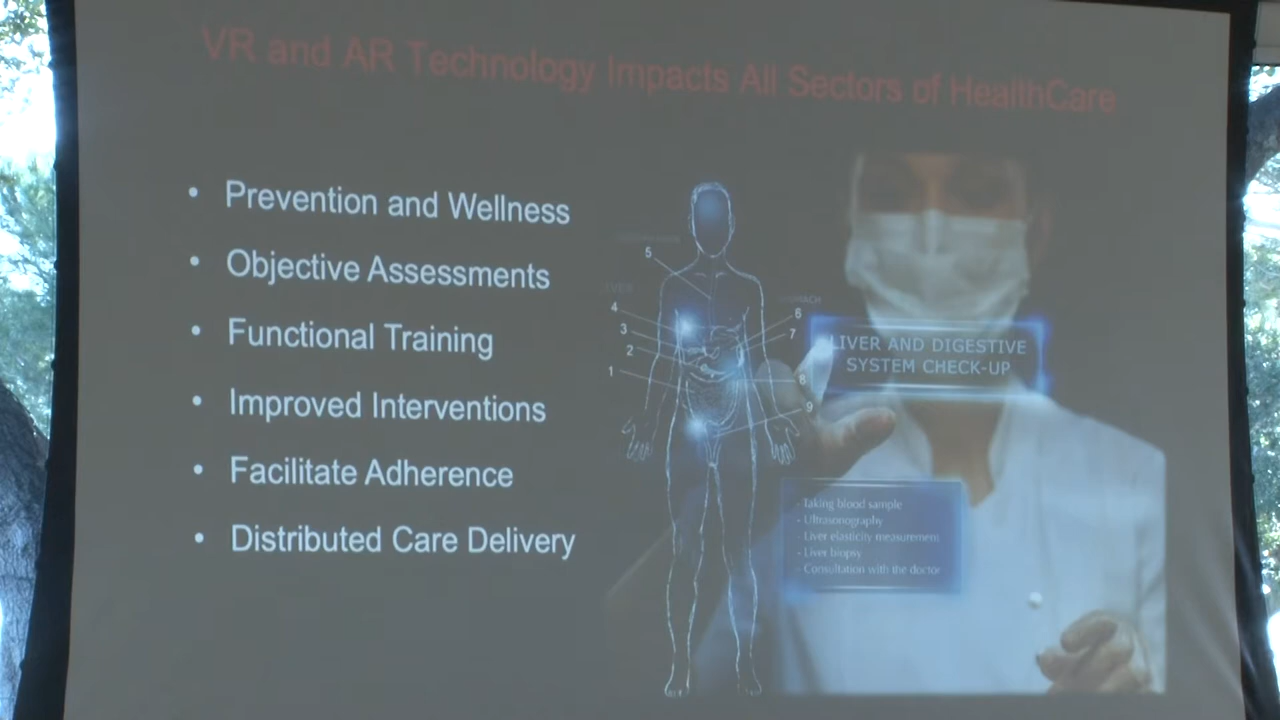 VR and AR Technology Impacts All Sectors of HealthCare
• Prevention and Wellness
• Objective Assessments
• Functional Training
• Improved Interventions
• Facilitate Adherence
• Distributed Care Delivery
5
4
3
2
1
6
7
8
9
LIVER AND DIGESTIVE
SYSTEM CHECK-UP
- Taking blood sample
- Ultrasonography
- Liver elasticity measurement
- Liver biopsy
- Consultation with the doctor